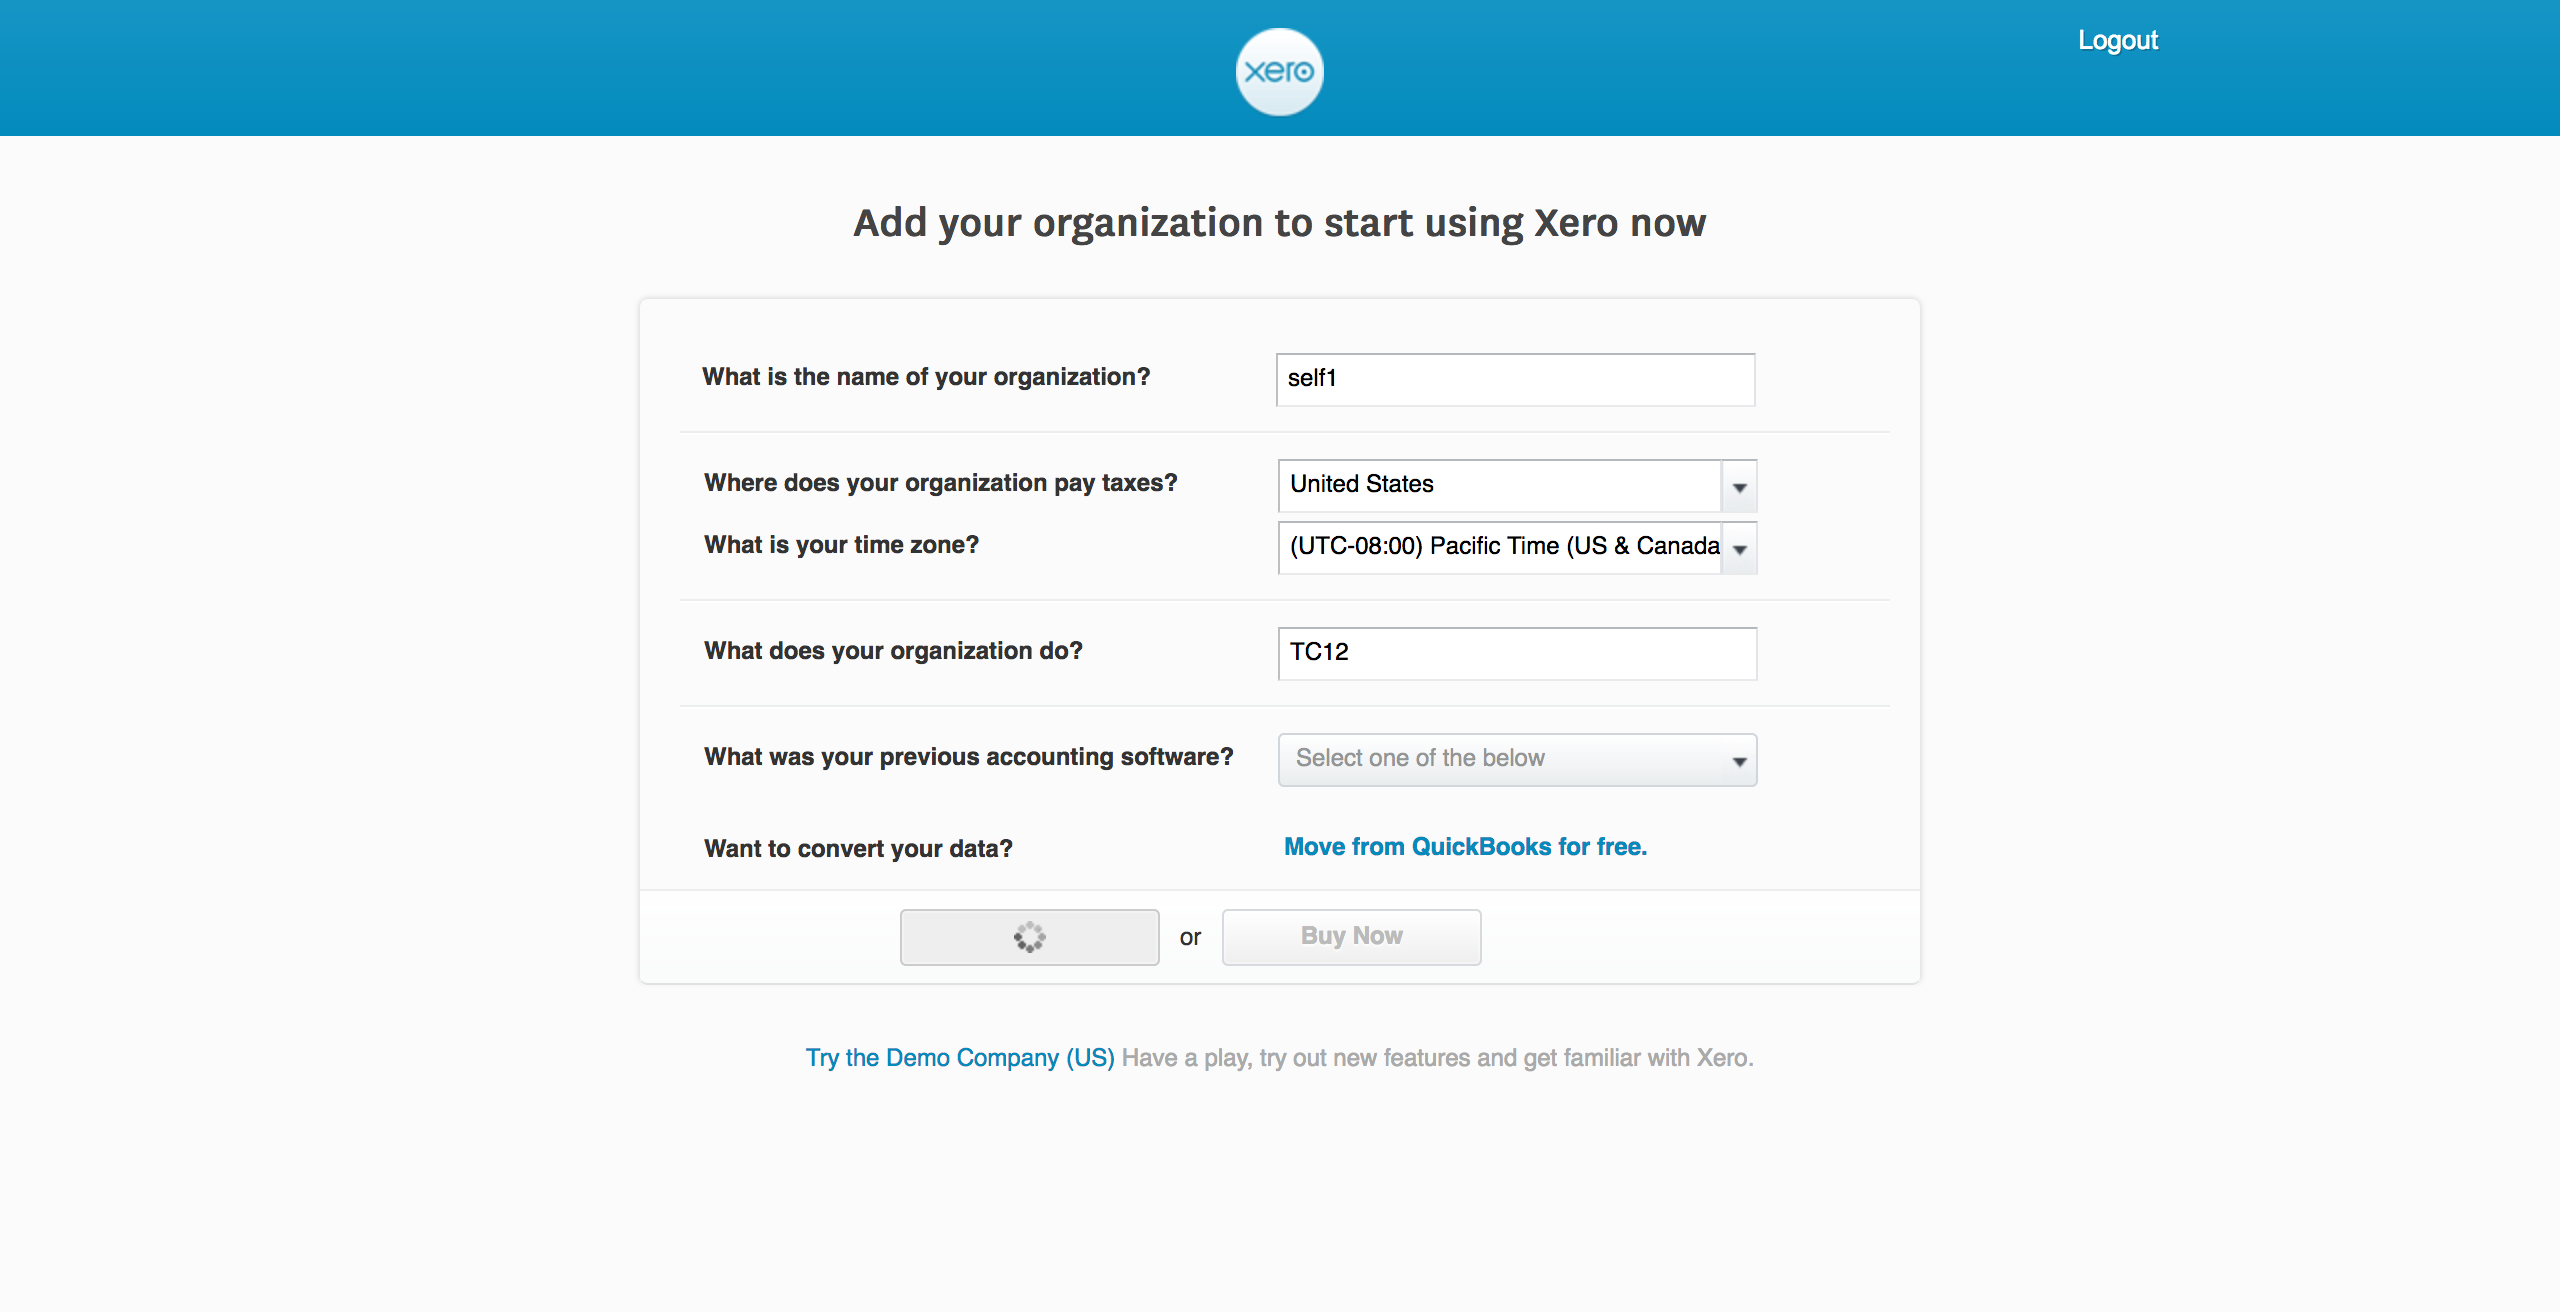 xero
Logout
Add your organization to start using Xero now
What is the name of your organization?
self1
Where does your organization pay taxes?
United States
What is your time zone?
(UTC-08:00) Pacific Time (US & Canada
What does your organization do?
TC12
What was your previous accounting software?
Select one of the below
Want to convert your data?
Move from QuickBooks for free.
or
Buy Now
Try the Demo Company (US) Have a play, try out new features and get familiar with Xero.